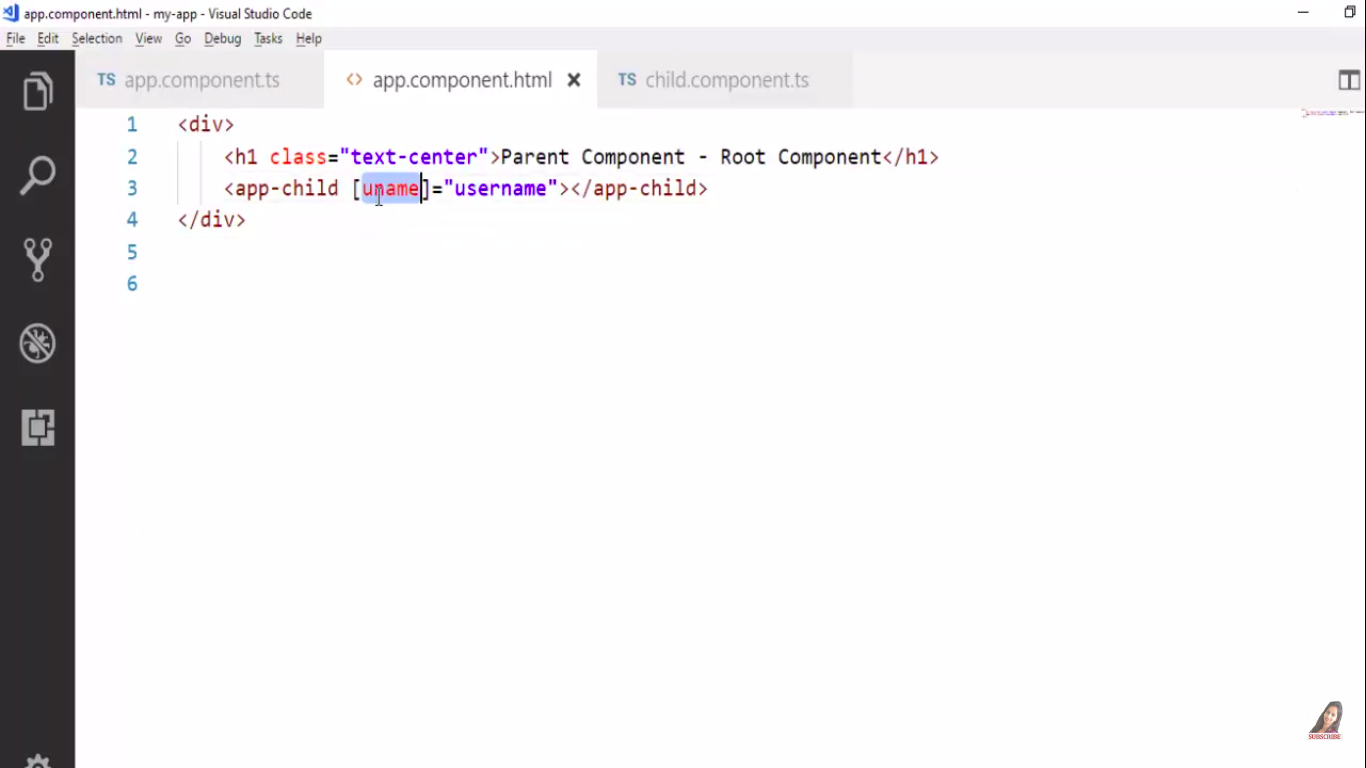 app.component.html - my-app - Visual Studio Code
File Edit Selection View Go Debug Tasks Help
TS app.component.ts <> app.component.html × TS child.component.ts
1 <div>
2 <h1 class="text-center">Parent Component - Root Component</h1>
3 <app-child [uname]="username"></app-child>
4 </div>
5
6
SUBSCRIBE